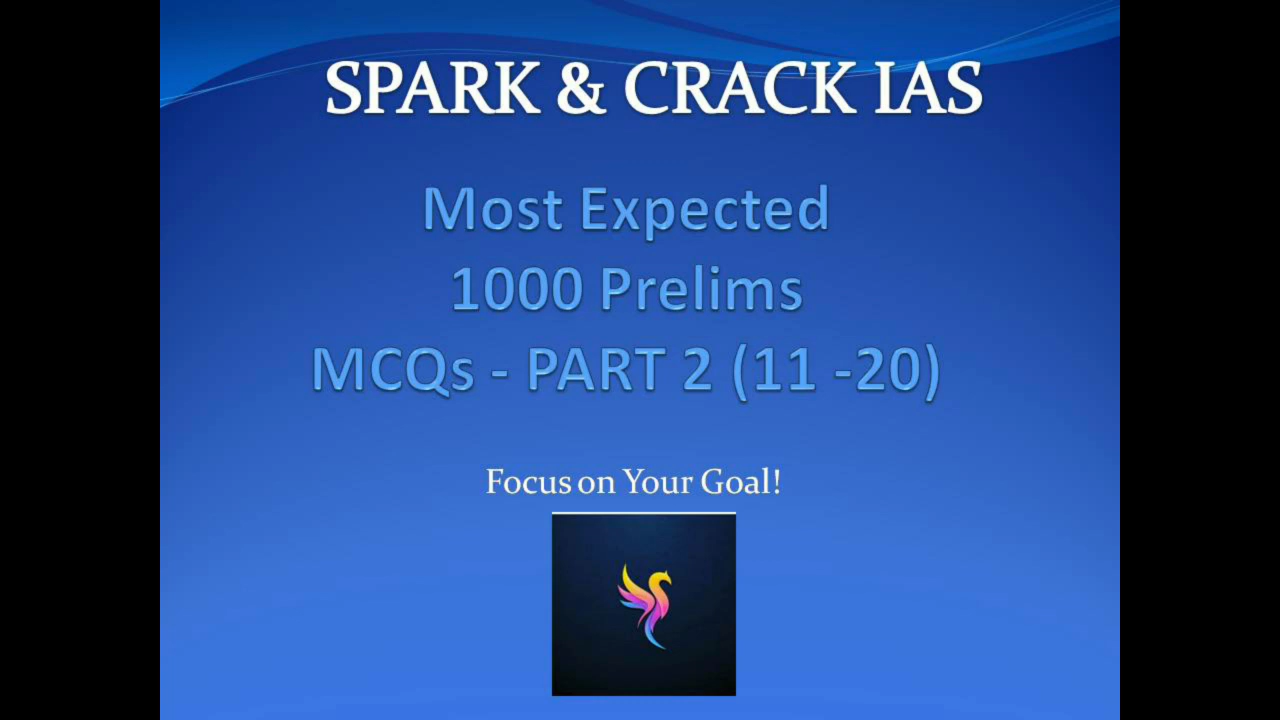 SPARK & CRACK IAS
Most Expected
1000 Prelims
MCQs - PART 2 (11 -20)
Focus on Your Goal!